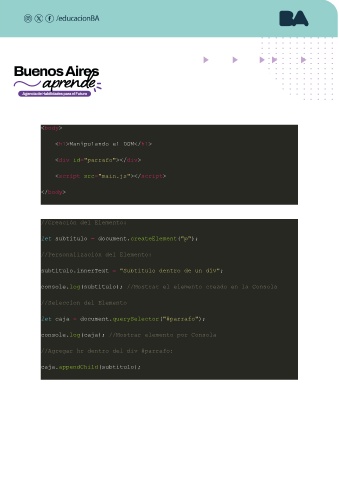 /educacionBA
BA
Buenos Aires
aprende
Agencia de Habilidades para el Futuro
<body>
<h1>Manipulando el DOM</h1>
<div id="parrafo"></div>
<script src="main.js"></script>
</body>
//Creación del Elemento:
let subtitulo = document.createElement("p");
//Personalización del Elemento:
subtitulo.innerText = "Subtítulo dentro de un div";
console.log(subtitulo); //Mostrar el elemento creado en la Consola
//Selección del Elemento
let caja = document.querySelector("#parrafo");
console.log(caja); //Mostrar elemento por Consola
//Agregar h2 dentro del div #parrafo:
caja.appendChild(subtitulo);